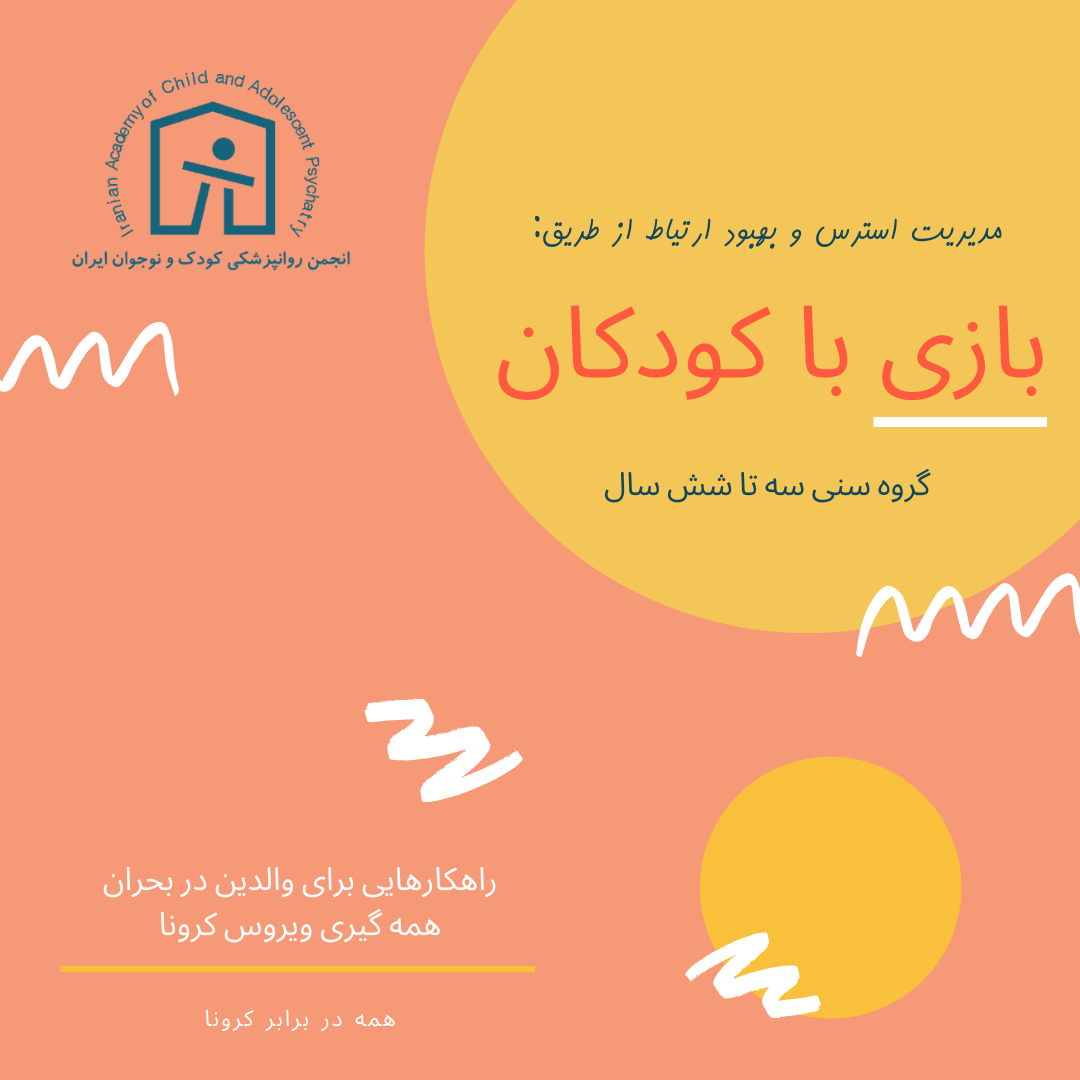 Iranian Academy of Child and Adolescent Psychatry
انجمن روانپزشکی کودک و نوجوان ایران
مدیریت استرس و بهبود ارتباط از طریق:
بازی با کودکان
گروه سنی سه تا شش سال
راهکارهایی برای والدین در بحران
همه گیری ویروس کرونا
همه در برابر کرونا